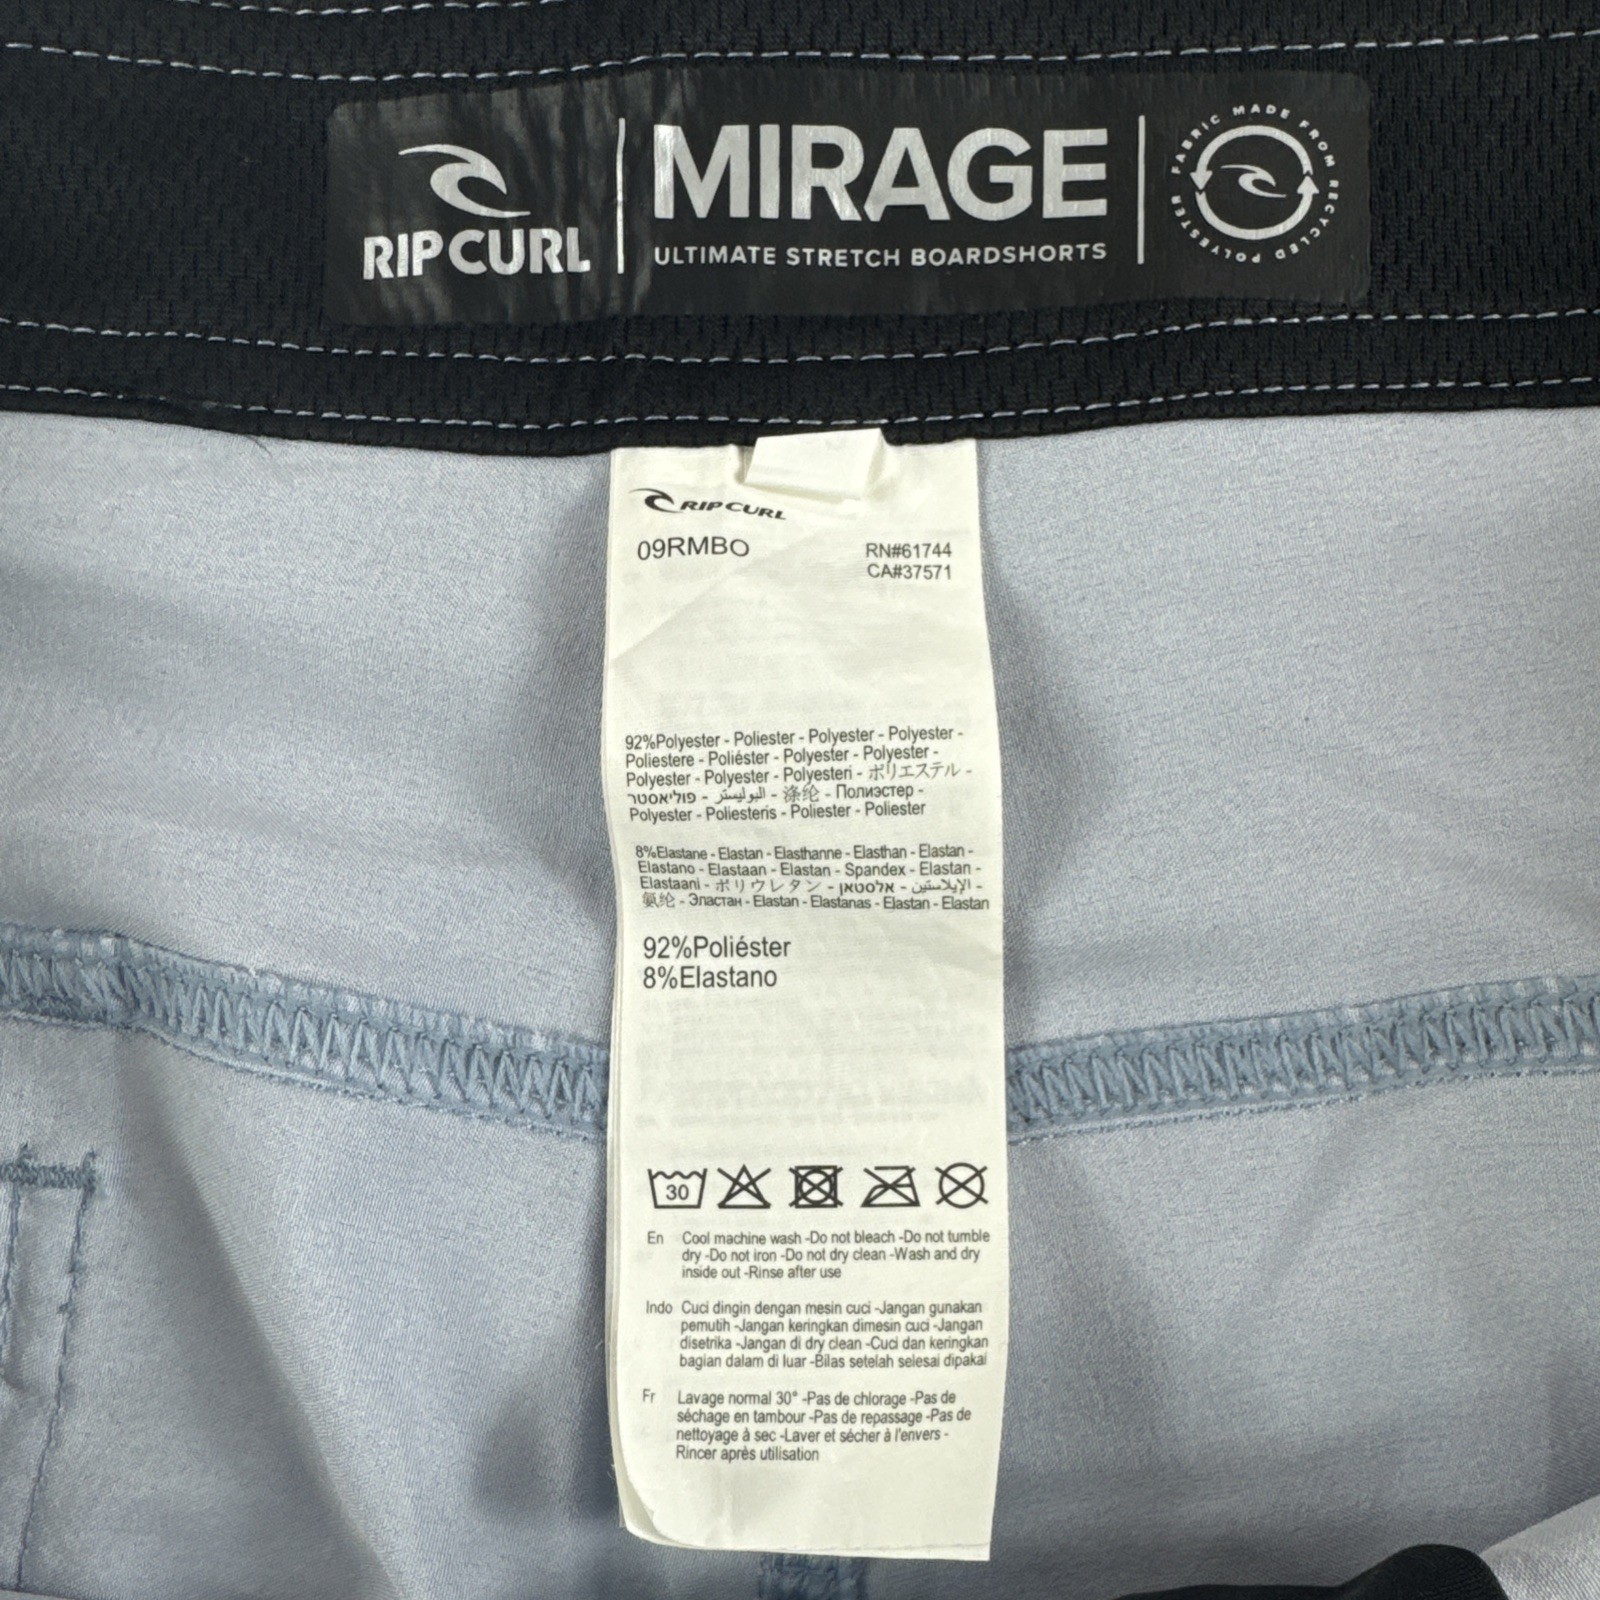 RIP CURL
MIRAGE
ULTIMATE STRETCH BOARDSHORTS
FABRIC MADE FROM RECYCLED POLYESTER
RIP CURL
09RMBO
RN#61744
CA#37571
92%Polyester - Poliester - Polyester - Polyester -
Poliestere - Poliéster - Polyester - Polyester -
Polyester - Polyester - Polyesteri - ポリエステル -
פוליאסטר - البوليستر - 涤纶 - Полиэстер -
Polyester - Poliesteris - Poliester - Poliester
8%Elastane - Elastan - Elasthanne - Elasthan - Elastan -
Elastano - Elastaan - Elastan - Spandex - Elastan -
Elastaani - ポリウレタン - אלסטאן - الإيلاستين -
氨纶 - Эластан - Elastan - Elastanas - Elastan - Elastan
92%Poliéster
8%Elastano
30
En Cool machine wash -Do not bleach -Do not tumble
dry -Do not iron -Do not dry clean -Wash and dry
inside out -Rinse after use
Indo Cuci dingin dengan mesin cuci -Jangan gunakan
pemutih -Jangan keringkan dimesin cuci -Jangan
disetrika -Jangan di dry clean -Cuci dan keringkan
bagian dalam di luar -Bilas setelah selesai dipakai
Fr Lavage normal 30° -Pas de chlorage -Pas de
séchage en tambour -Pas de repassage -Pas de
nettoyage à sec -Laver et sécher à l'envers -
Rincer après utilisation